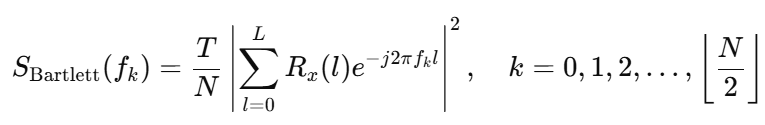 S_Bartlett(f_k) = T/N |∑_{l=0}^{L} R_x(l)e^{-j2πf_k l}|^2, k = 0, 1, 2, . . . , ⌊N/2⌋